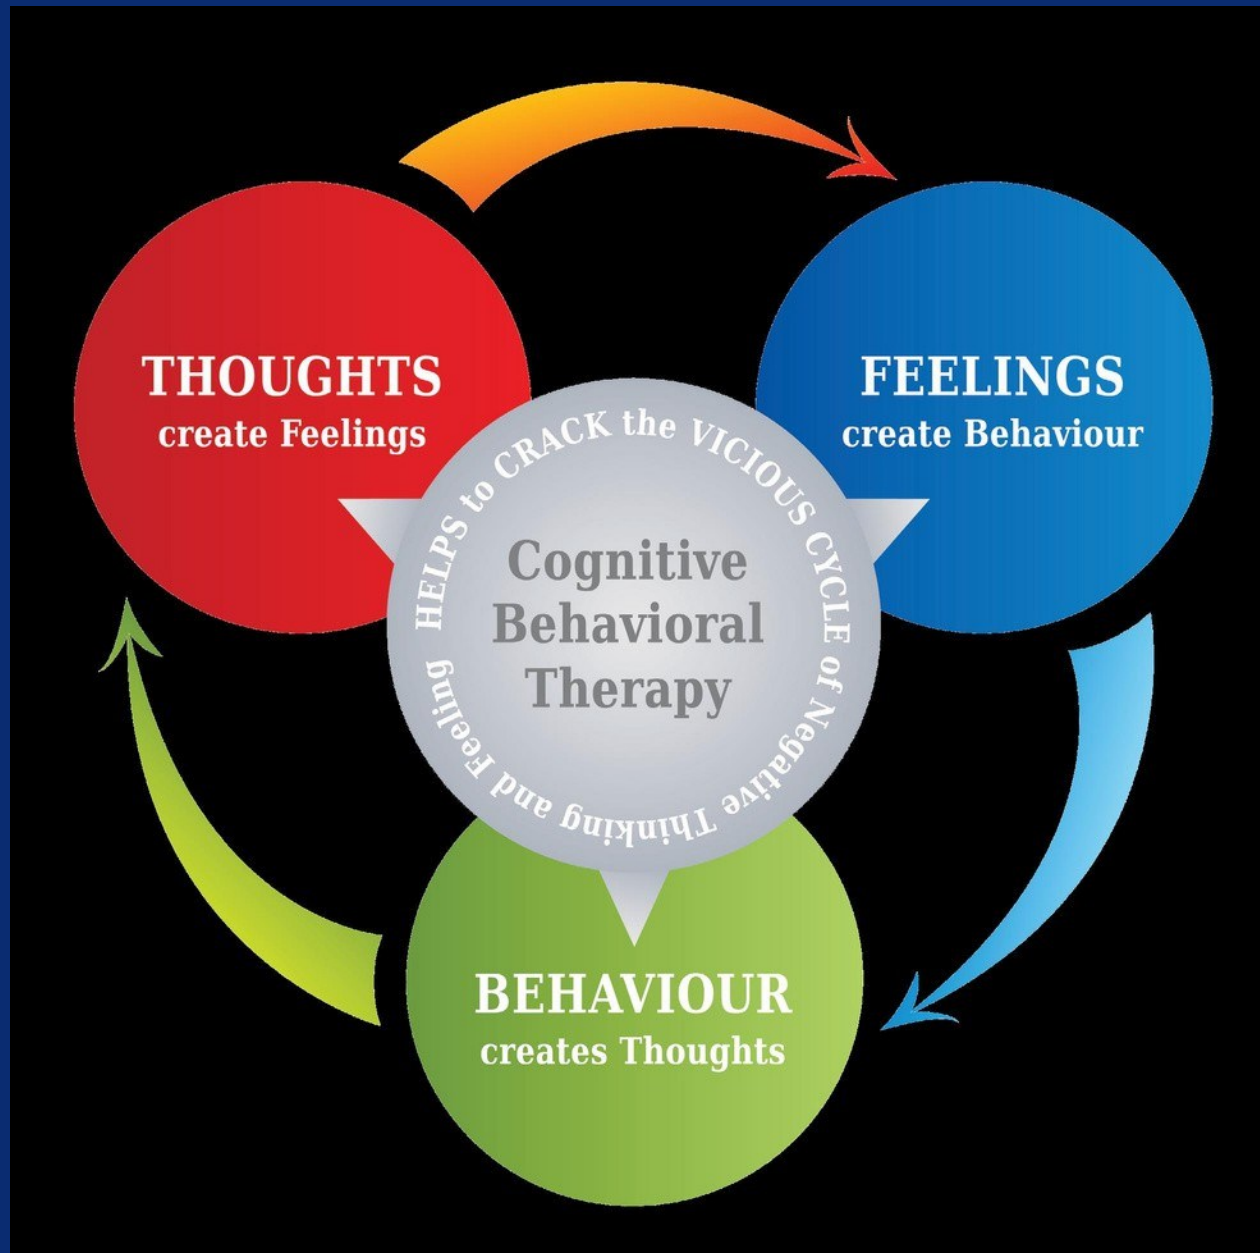 THOUGHTS
create Feelings
FEELINGS
create Behaviour
HELPS to CRACK the VICIOUS CYCLE of Negative Thinking and Feeling
Cognitive
Behavioral
Therapy
BEHAVIOUR
creates Thoughts